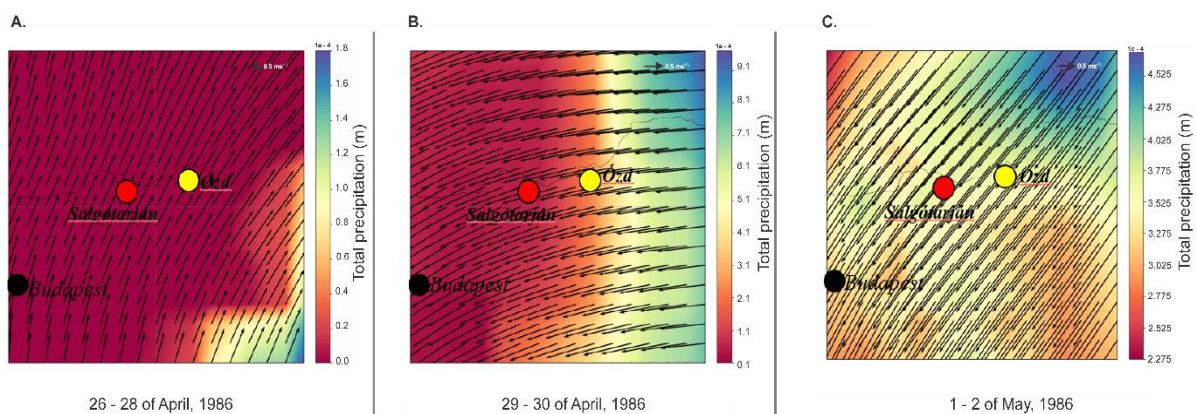 A.
1e - 4
1.8
1.6
1.4
1.2
1.0
0.8
0.6
0.4
0.2
0.0
Total precipitation (m)
0.5 ms⁻¹
Ózd
Salgótarján
Budapest
26 - 28 of April, 1986
B.
1e - 4
9.1
8.1
7.1
6.1
5.1
4.1
3.1
2.1
1.1
0.1
Total precipitation (m)
0.5 ms⁻¹
Ózd
Salgótarján
Budapest
29 - 30 of April, 1986
C.
1e - 4
4.525
4.275
4.025
3.775
3.525
3.275
3.025
2.775
2.525
2.275
Total precipitation (m)
0.5 ms⁻¹
Ózd
Salgótarján
Budapest
1 - 2 of May, 1986